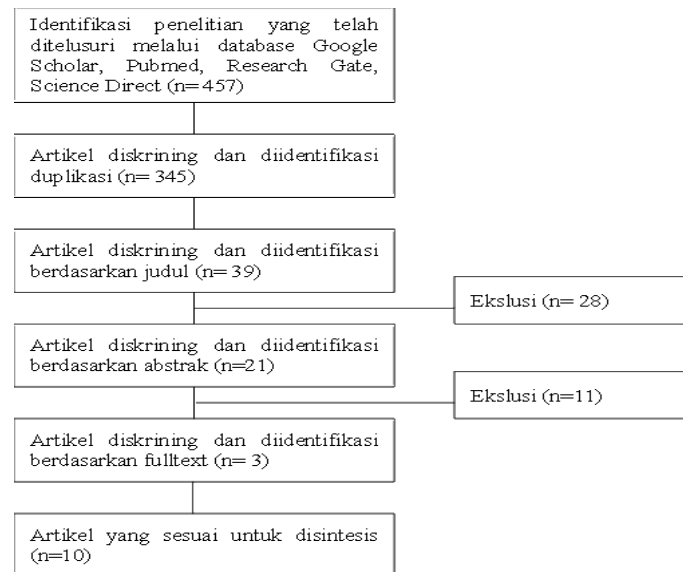 Identifikasi penelitian yang telah
ditelusuri melalui database Google
Scholar, Pubmed, Research Gate,
Science Direct (n=457)
Artikel diskrining dan diidentifikasi
duplikasi (n= 345)
Artikel diskrining dan diidentifikasi
berdasarkan judul (n= 39)
Ekslusi (n= 28)
Artikel diskrining dan diidentifikasi
berdasarkan abstrak (n=21)
Ekslusi (n=11)
Artikel diskrining dan diidentifikasi
berdasarkan fulltext (n= 3)
Artikel yang sesuai untuk disintesis
(n=10)